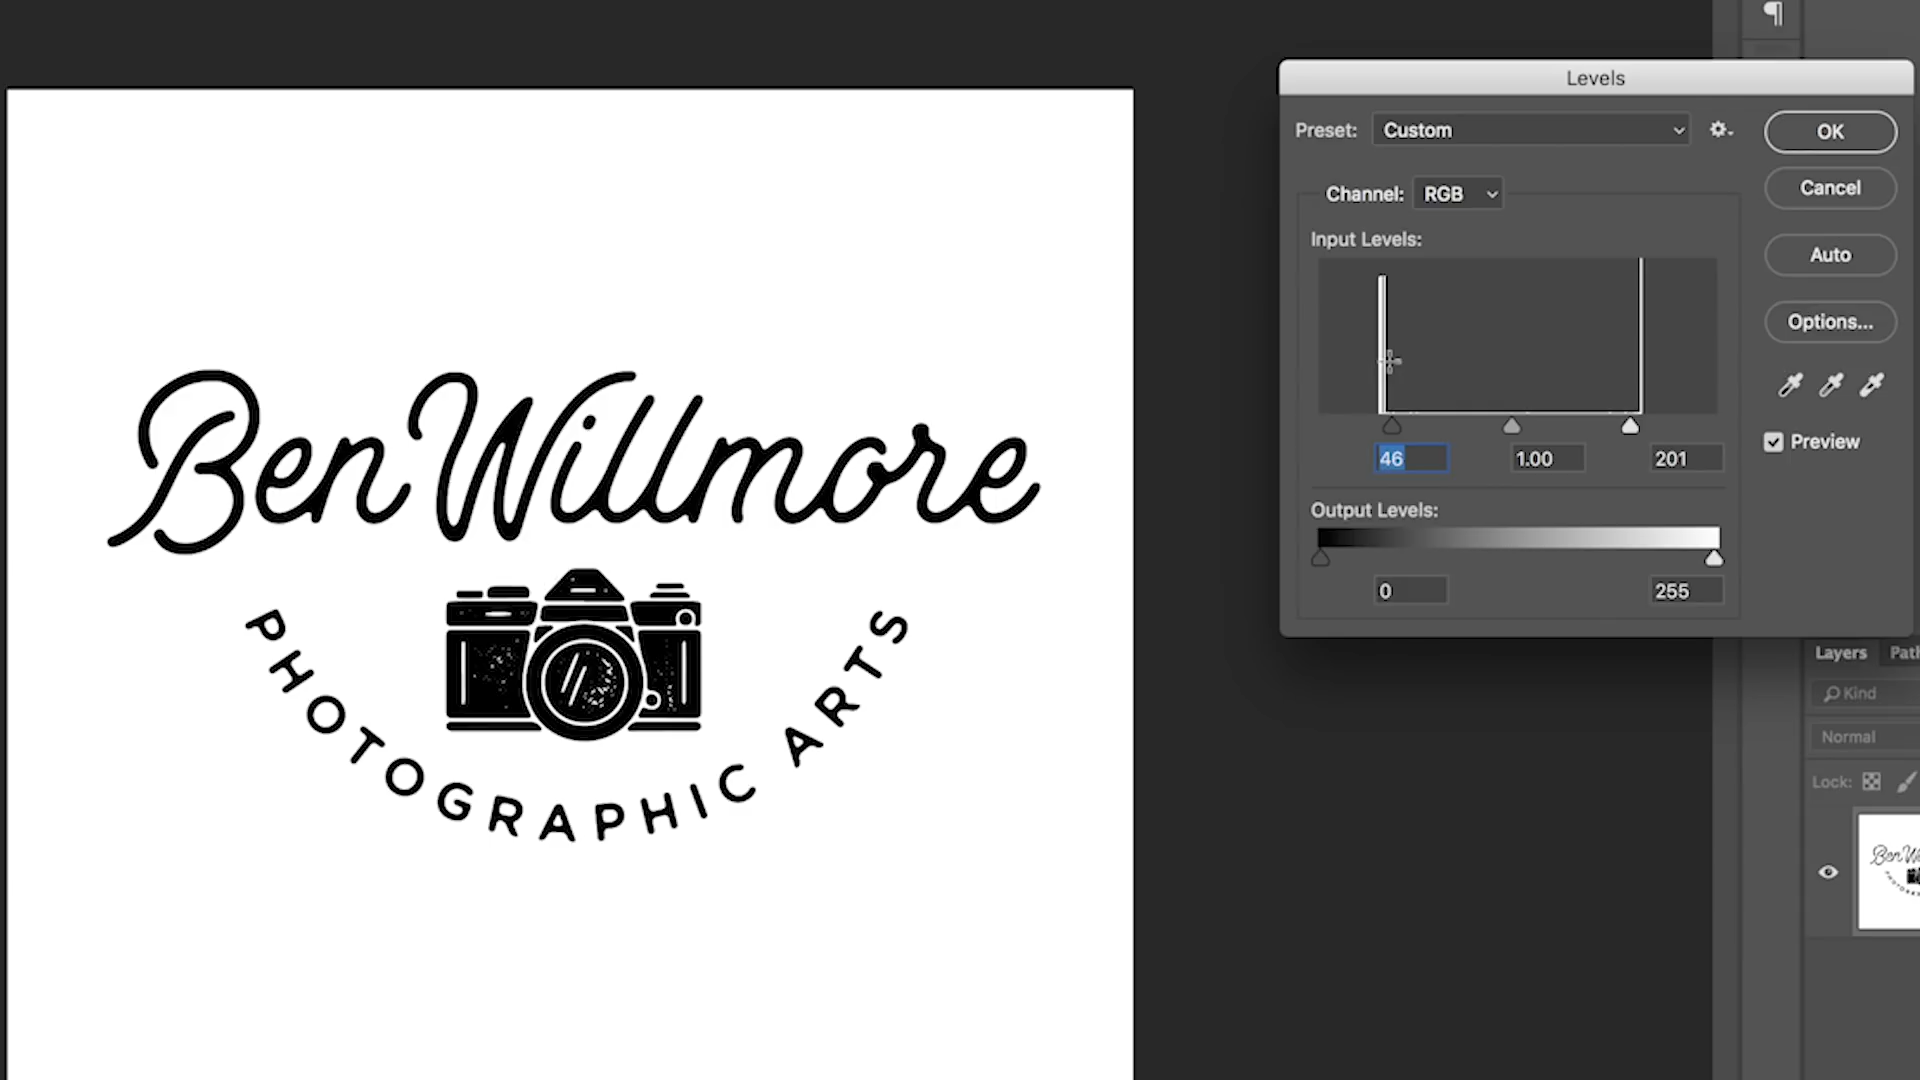 Ben Willmore
PHOTOGRAPHIC ARTS
Levels
Preset: Custom
OK
Cancel
Channel: RGB
Auto
Input Levels:
Options...
Preview
46 1.00 201
Output Levels:
0 255
Layers Path
Kind
Normal
Lock: